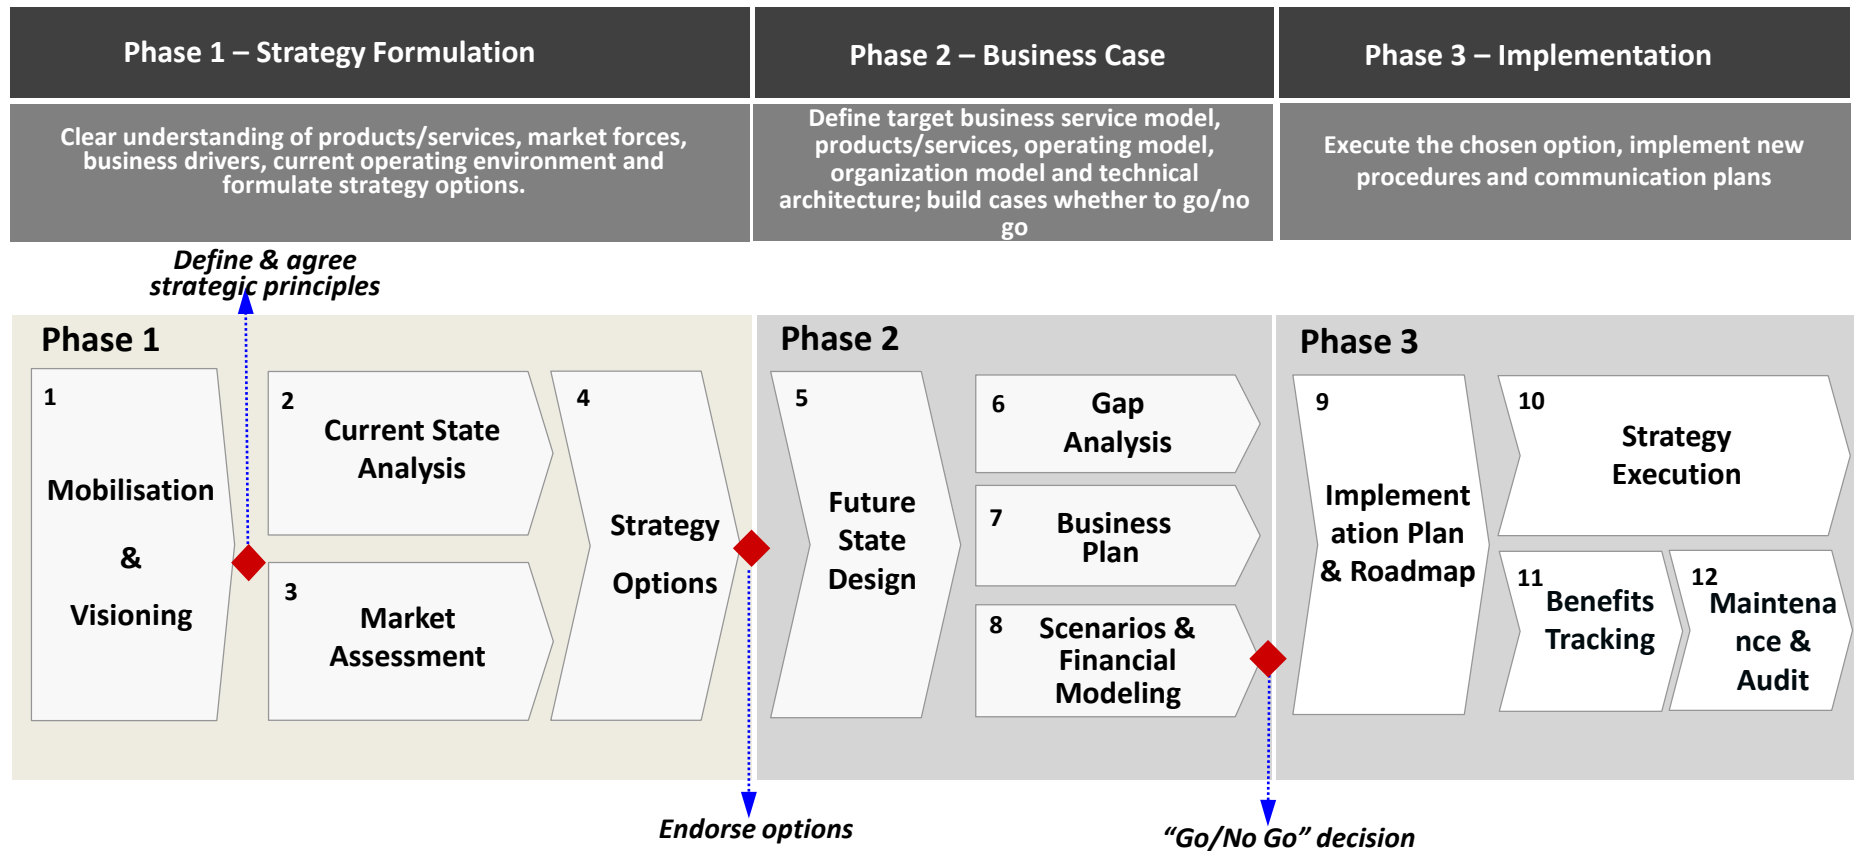 Phase 1 – Strategy Formulation
Phase 2 – Business Case
Phase 3 – Implementation
Clear understanding of products/services, market forces,
business drivers, current operating environment and
formulate strategy options.
Define target business service model,
products/services, operating model,
organization model and technical
architecture; build cases whether to go/no
go
Execute the chosen option, implement new
procedures and communication plans
Define & agree
strategic principles
Phase 1
1
Mobilisation
&
Visioning
2
Current State
Analysis
3
Market
Assessment
4
Strategy
Options
Phase 2
5
Future
State
Design
6
Gap
Analysis
7
Business
Plan
8
Scenarios &
Financial
Modeling
Phase 3
9
Implement
ation Plan
& Roadmap
10
Strategy
Execution
11
Benefits
Tracking
12
Maintena
nce &
Audit
Endorse options
“Go/No Go” decision